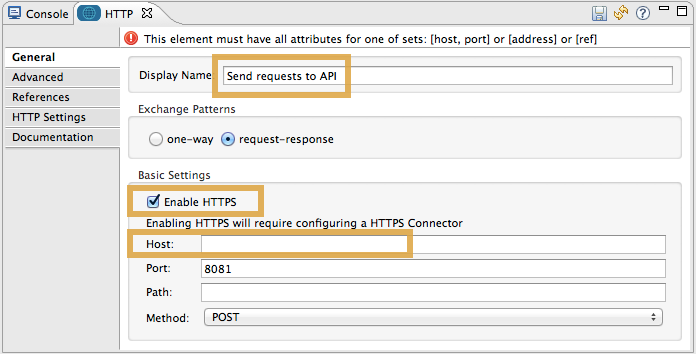 Console HTTP
This element must have all attributes for one of sets: [host, port] or [address] or [ref]
General
Advanced
References
HTTP Settings
Documentation
Display Name: Send requests to API
Exchange Patterns
one-way request-response
Basic Settings
Enable HTTPS
Enabling HTTPS will require configuring a HTTPS Connector
Host:
Port: 8081
Path:
Method: POST